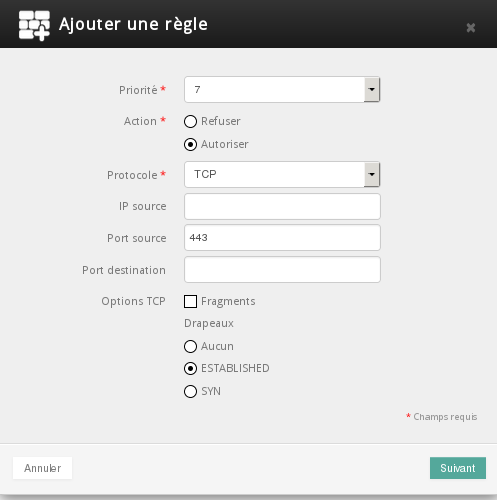 Ajouter une règle
Priorité * 7
Action * Refuser
Autoriser
Protocole * TCP
IP source
Port source 443
Port destination
Options TCP Fragments
Drapeaux
Aucun
ESTABLISHED
SYN
* Champs requis
Annuler Suivant